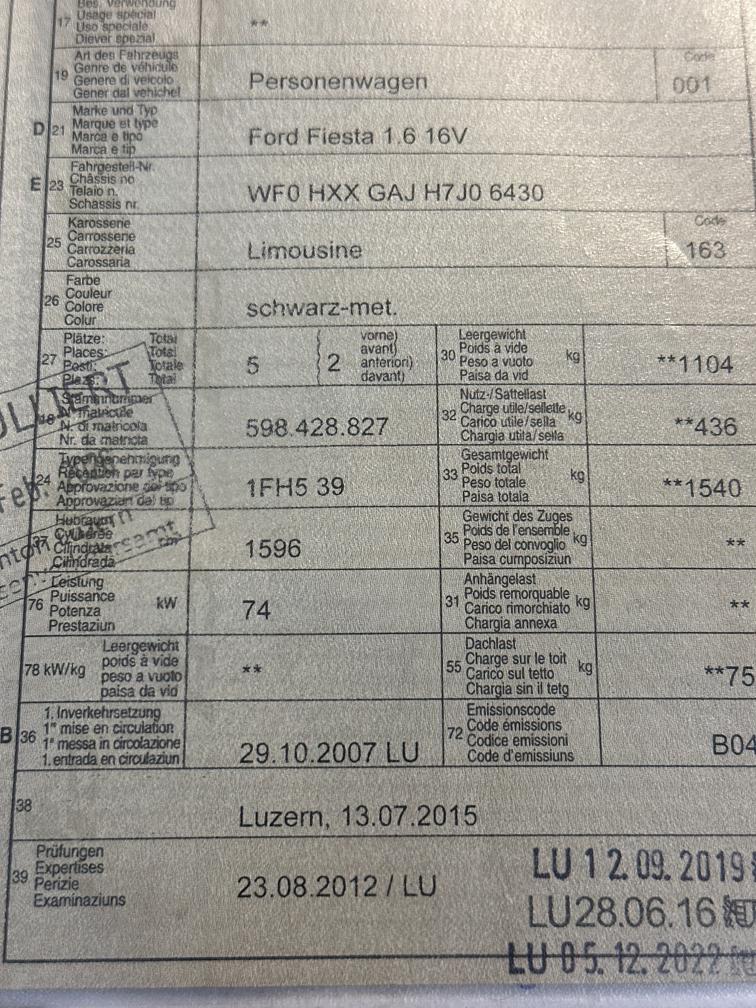 Bes. Verwendung
17 Usage spécial
Uso speciale
Diever spezial
**
19 Art des Fahrzeugs
Genre de véhicule
Genere di veicolo
Gener dal vehichel
Personenwagen
Code
001
D 21 Marke und Typ
Marque et type
Marca e tipo
Marca e tip
Ford Fiesta 1.6 16V
E 23 Fahrgestell-Nr.
Châssis no
Telaio n.
Schassis nr.
WF0 HXX GAJ H7J0 6430
25 Karosserie
Carrosserie
Carrozzeria
Carossaria
Limousine
Code
163
26 Farbe
Couleur
Colore
Colur
schwarz-met.
27 Plätze: Total
Places: Total
Posti: Totale
Plazs: Total
5
2
vorne)
avant)
anteriori)
davant)
30 Leergewicht
Poids à vide
Peso a vuoto
Paisa da vid
kg
**1104
18 Stammnummer
N° matricule
N. di matricola
Nr. da matricla
598.428.827
32 Nutz-/Sattellast
Charge utile/sellette
Carico utile/sella
Chargia utila/sella
kg
**436
24 Typengenehmigung
Réception par type
Approvazione del tipo
Approvaziun dal tip
1FH5 39
33 Gesamtgewicht
Poids total
Peso totale
Paisa totala
kg
**1540
37 Hubraum
Cylindrée
Cilindrata
Cilindrada
cm³
1596
35 Gewicht des Zuges
Poids de l'ensemble
Peso del convoglio
Paisa cumposiziun
kg
**
76 Leistung
Puissance
Potenza
Prestaziun
kW
74
31 Anhängelast
Poids remorquable
Carico rimorchiato
Chargia annexa
kg
**
78 kW/kg
Leergewicht
poids à vide
peso a vuoto
paisa da vid
**
55 Dachlast
Charge sur le toit
Carico sul tetto
Chargia sin il tetg
kg
**75
B 36 1. Inverkehrsetzung
1re mise en circulation
1a messa in circolazione
1. entrada en circulaziun
29.10.2007 LU
72 Emissionscode
Code émissions
Codice emissioni
Code d'emissiuns
B04
38
Luzern, 13.07.2015
39 Prüfungen
Expertises
Perizie
Examinaziuns
23.08.2012 / LU
LU 12.09.2019
LU28.06.16
LU 05.12.2022